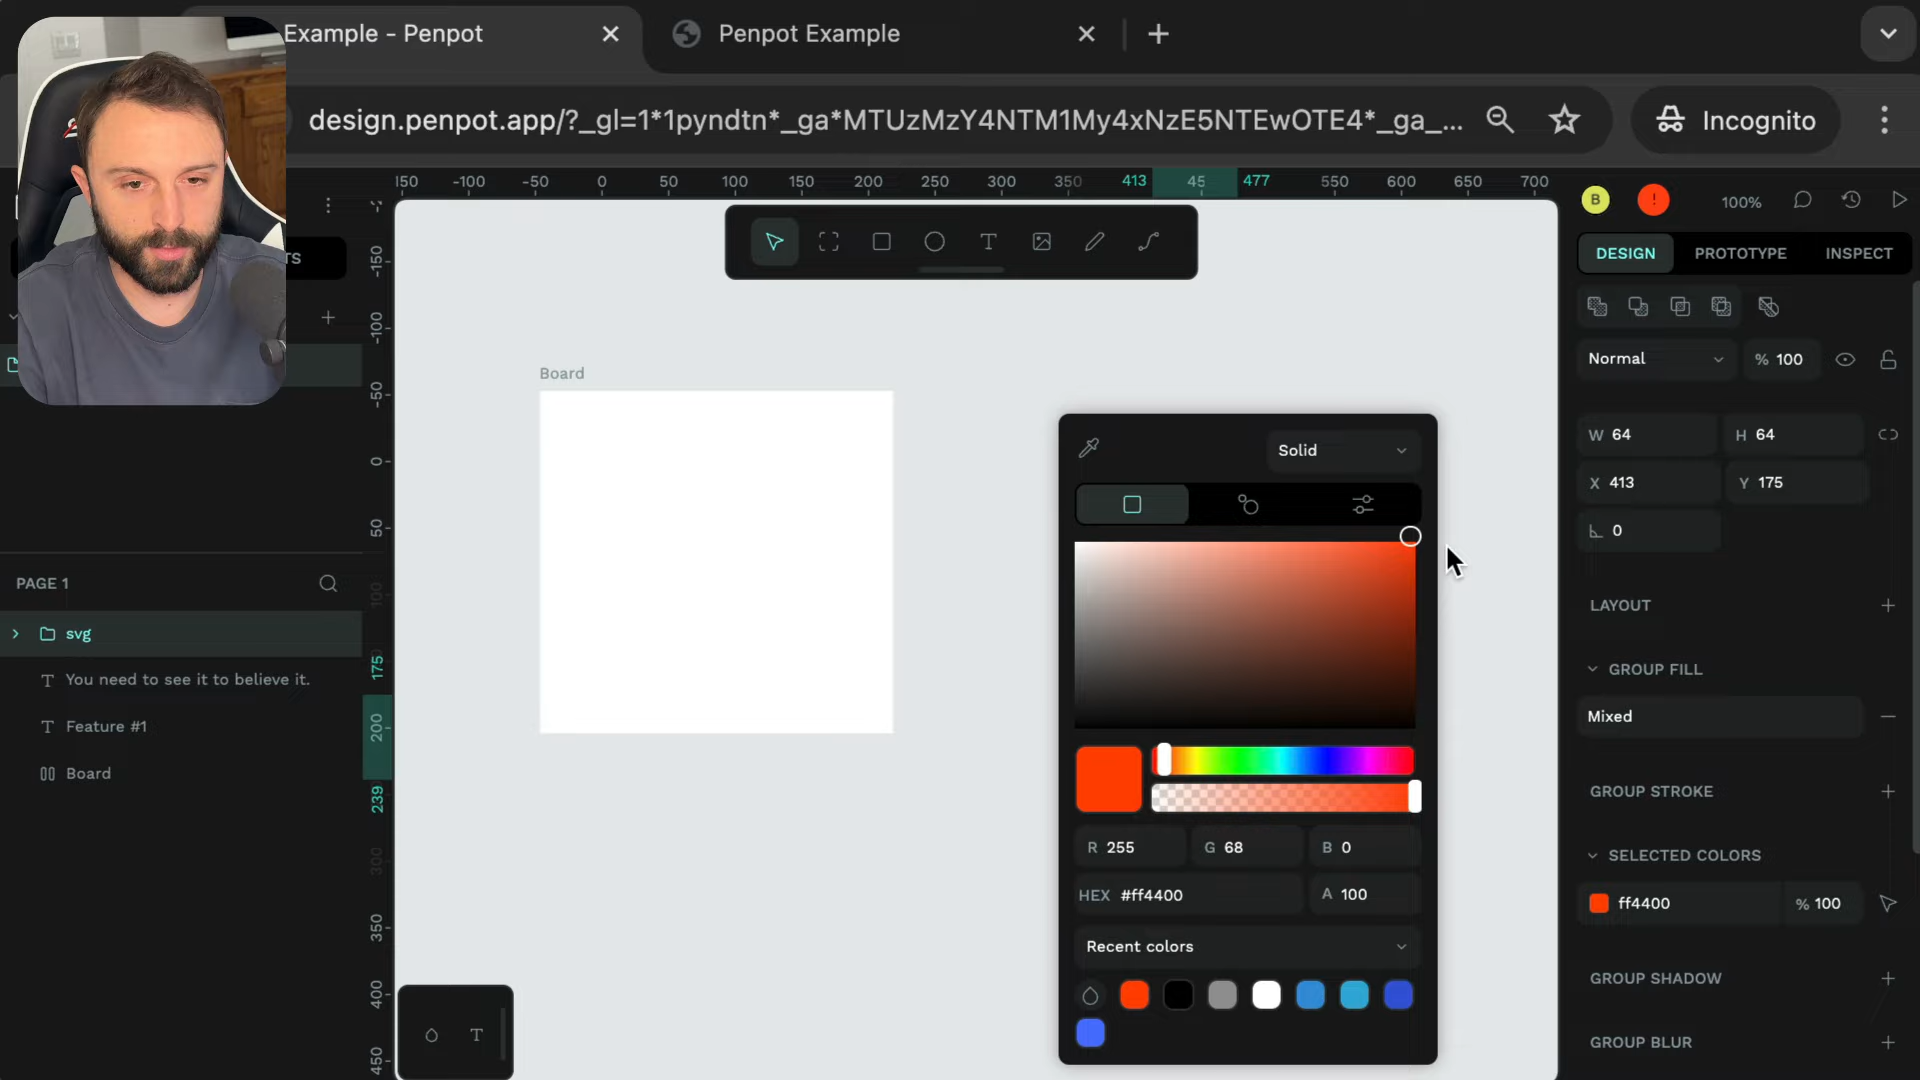 Example - Penpot
Penpot Example
design.penpot.app/?_gl=1*1pyndtn*_ga*MTUzMzY4NTM1My4xNzE5NTEwOTE4*_ga_...
Incognito
150 -100 -50 0 50 100 150 200 250 300 350 413 45 477 550 600 650 700
B
!
100%
TS
DESIGN
PROTOTYPE
INSPECT
Normal
% 100
W 64
H 64
X 413
Y 175
0
LAYOUT
GROUP FILL
Mixed
GROUP STROKE
SELECTED COLORS
ff4400
% 100
GROUP SHADOW
GROUP BLUR
PAGE 1
svg
You need to see it to believe it.
Feature #1
Board
-150
-100
-50
0
50
100
175
200
239
300
350
400
450
Board
Solid
R 255
G 68
B 0
HEX #ff4400
A 100
Recent colors